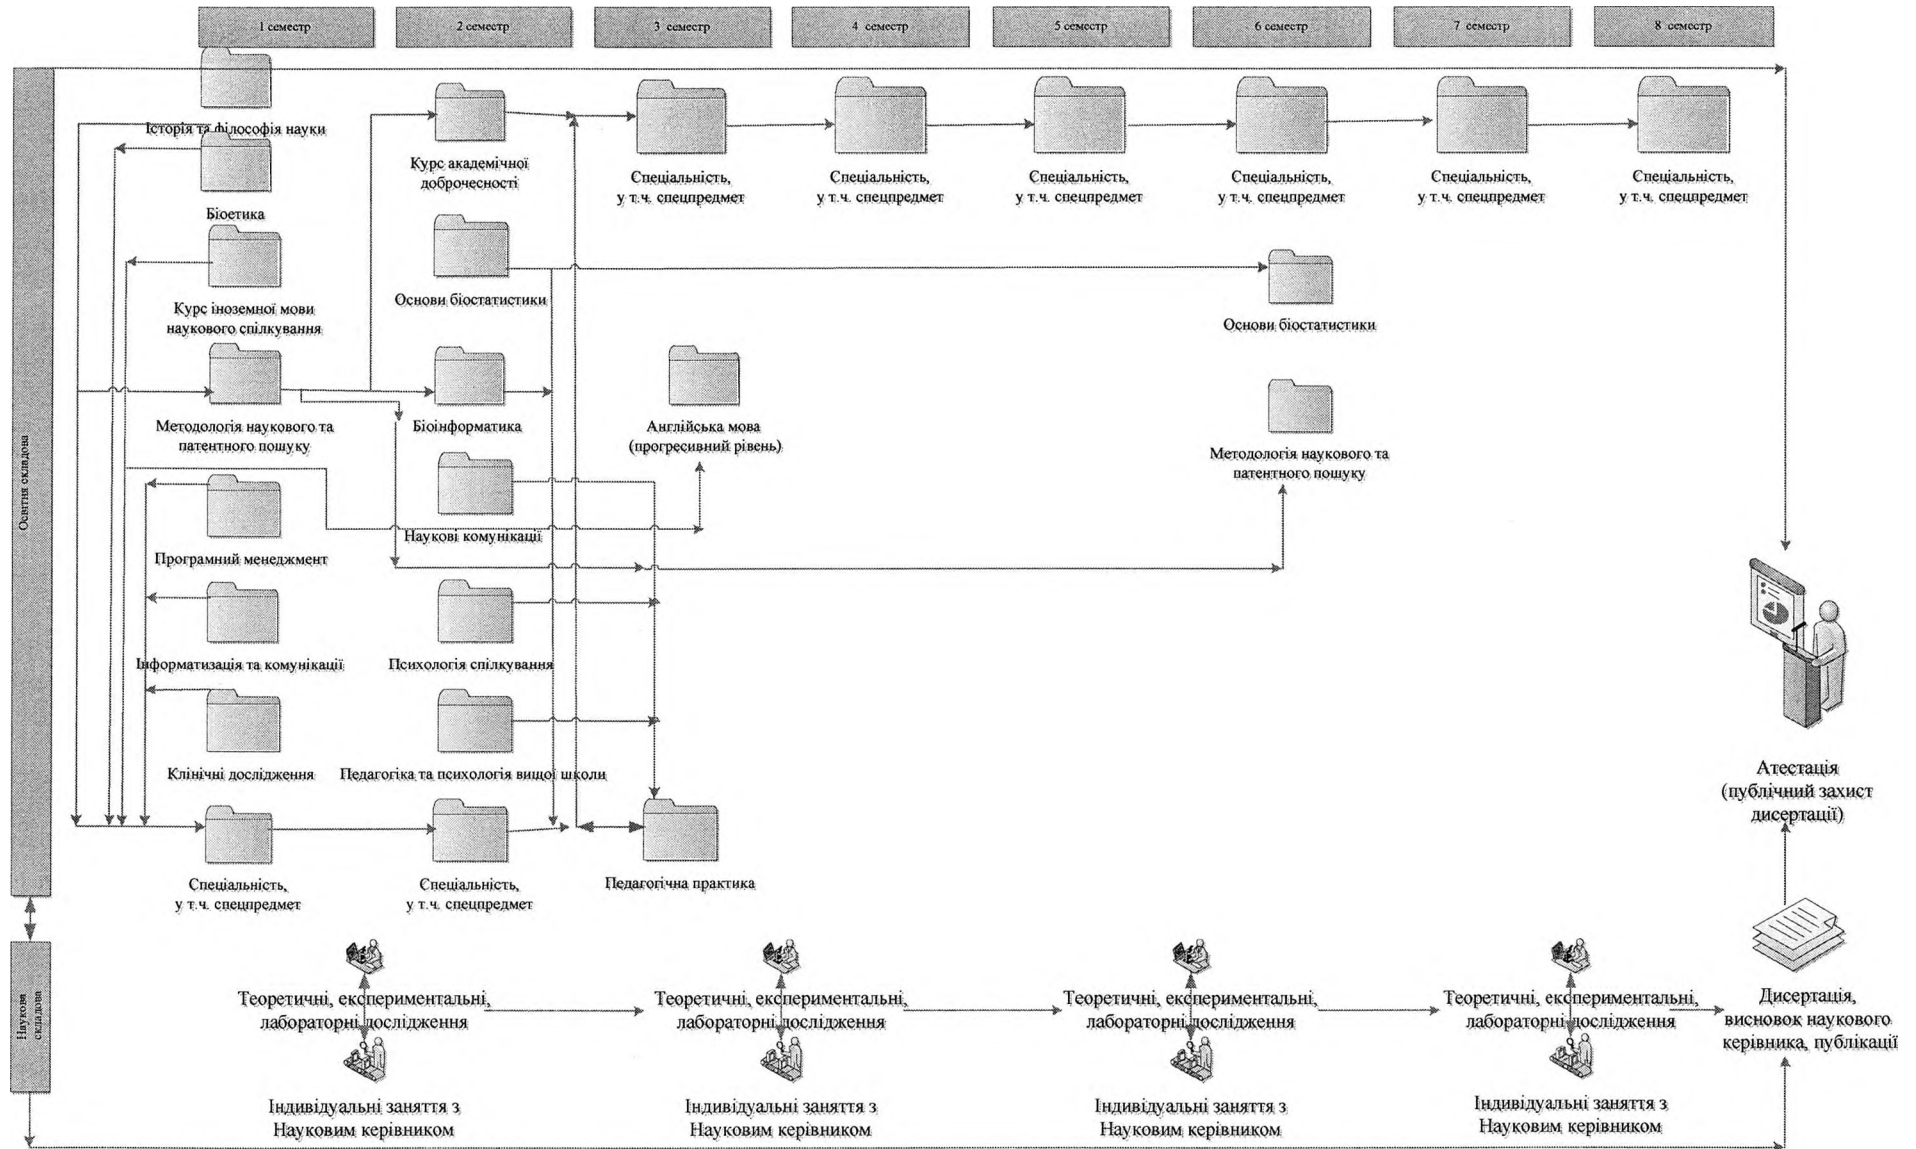 1 семестр
2 семестр
3 семестр
4 семестр
5 семестр
6 семестр
7 семестр
8 семестр
Освітня складова
Історія та філософія науки
Біоетика
Курс іноземної мови
наукового спілкування
Методологія наукового та
патентного пошуку
Програмний менеджмент
Інформатизація та комунікації
Клінічні дослідження
Спеціальність,
у т.ч. спецпредмет
Курс академічної
доброчесності
Основи біостатистики
Біоінформатика
Наукові комунікації
Психологія спілкування
Педагогіка та психологія вищої школи
Спеціальність,
у т.ч. спецпредмет
Спеціальність,
у т.ч. спецпредмет
Англійська мова
(прогресивний рівень)
Педагогічна практика
Спеціальність,
у т.ч. спецпредмет
Спеціальність,
у т.ч. спецпредмет
Спеціальність,
у т.ч. спецпредмет
Основи біостатистики
Методологія наукового та
патентного пошуку
Спеціальність,
у т.ч. спецпредмет
Спеціальність,
у т.ч. спецпредмет
Атестація
(публічний захист
дисертації)
Наукова
складова
Теоретичні, експериментальні,
лабораторні дослідження
Індивідуальні заняття з
Науковим керівником
Теоретичні, експериментальні,
лабораторні дослідження
Індивідуальні заняття з
Науковим керівником
Теоретичні, експериментальні,
лабораторні дослідження
Індивідуальні заняття з
Науковим керівником
Теоретичні, експериментальні,
лабораторні дослідження
Індивідуальні заняття з
Науковим керівником
Дисертація,
висновок наукового
керівника, публікації